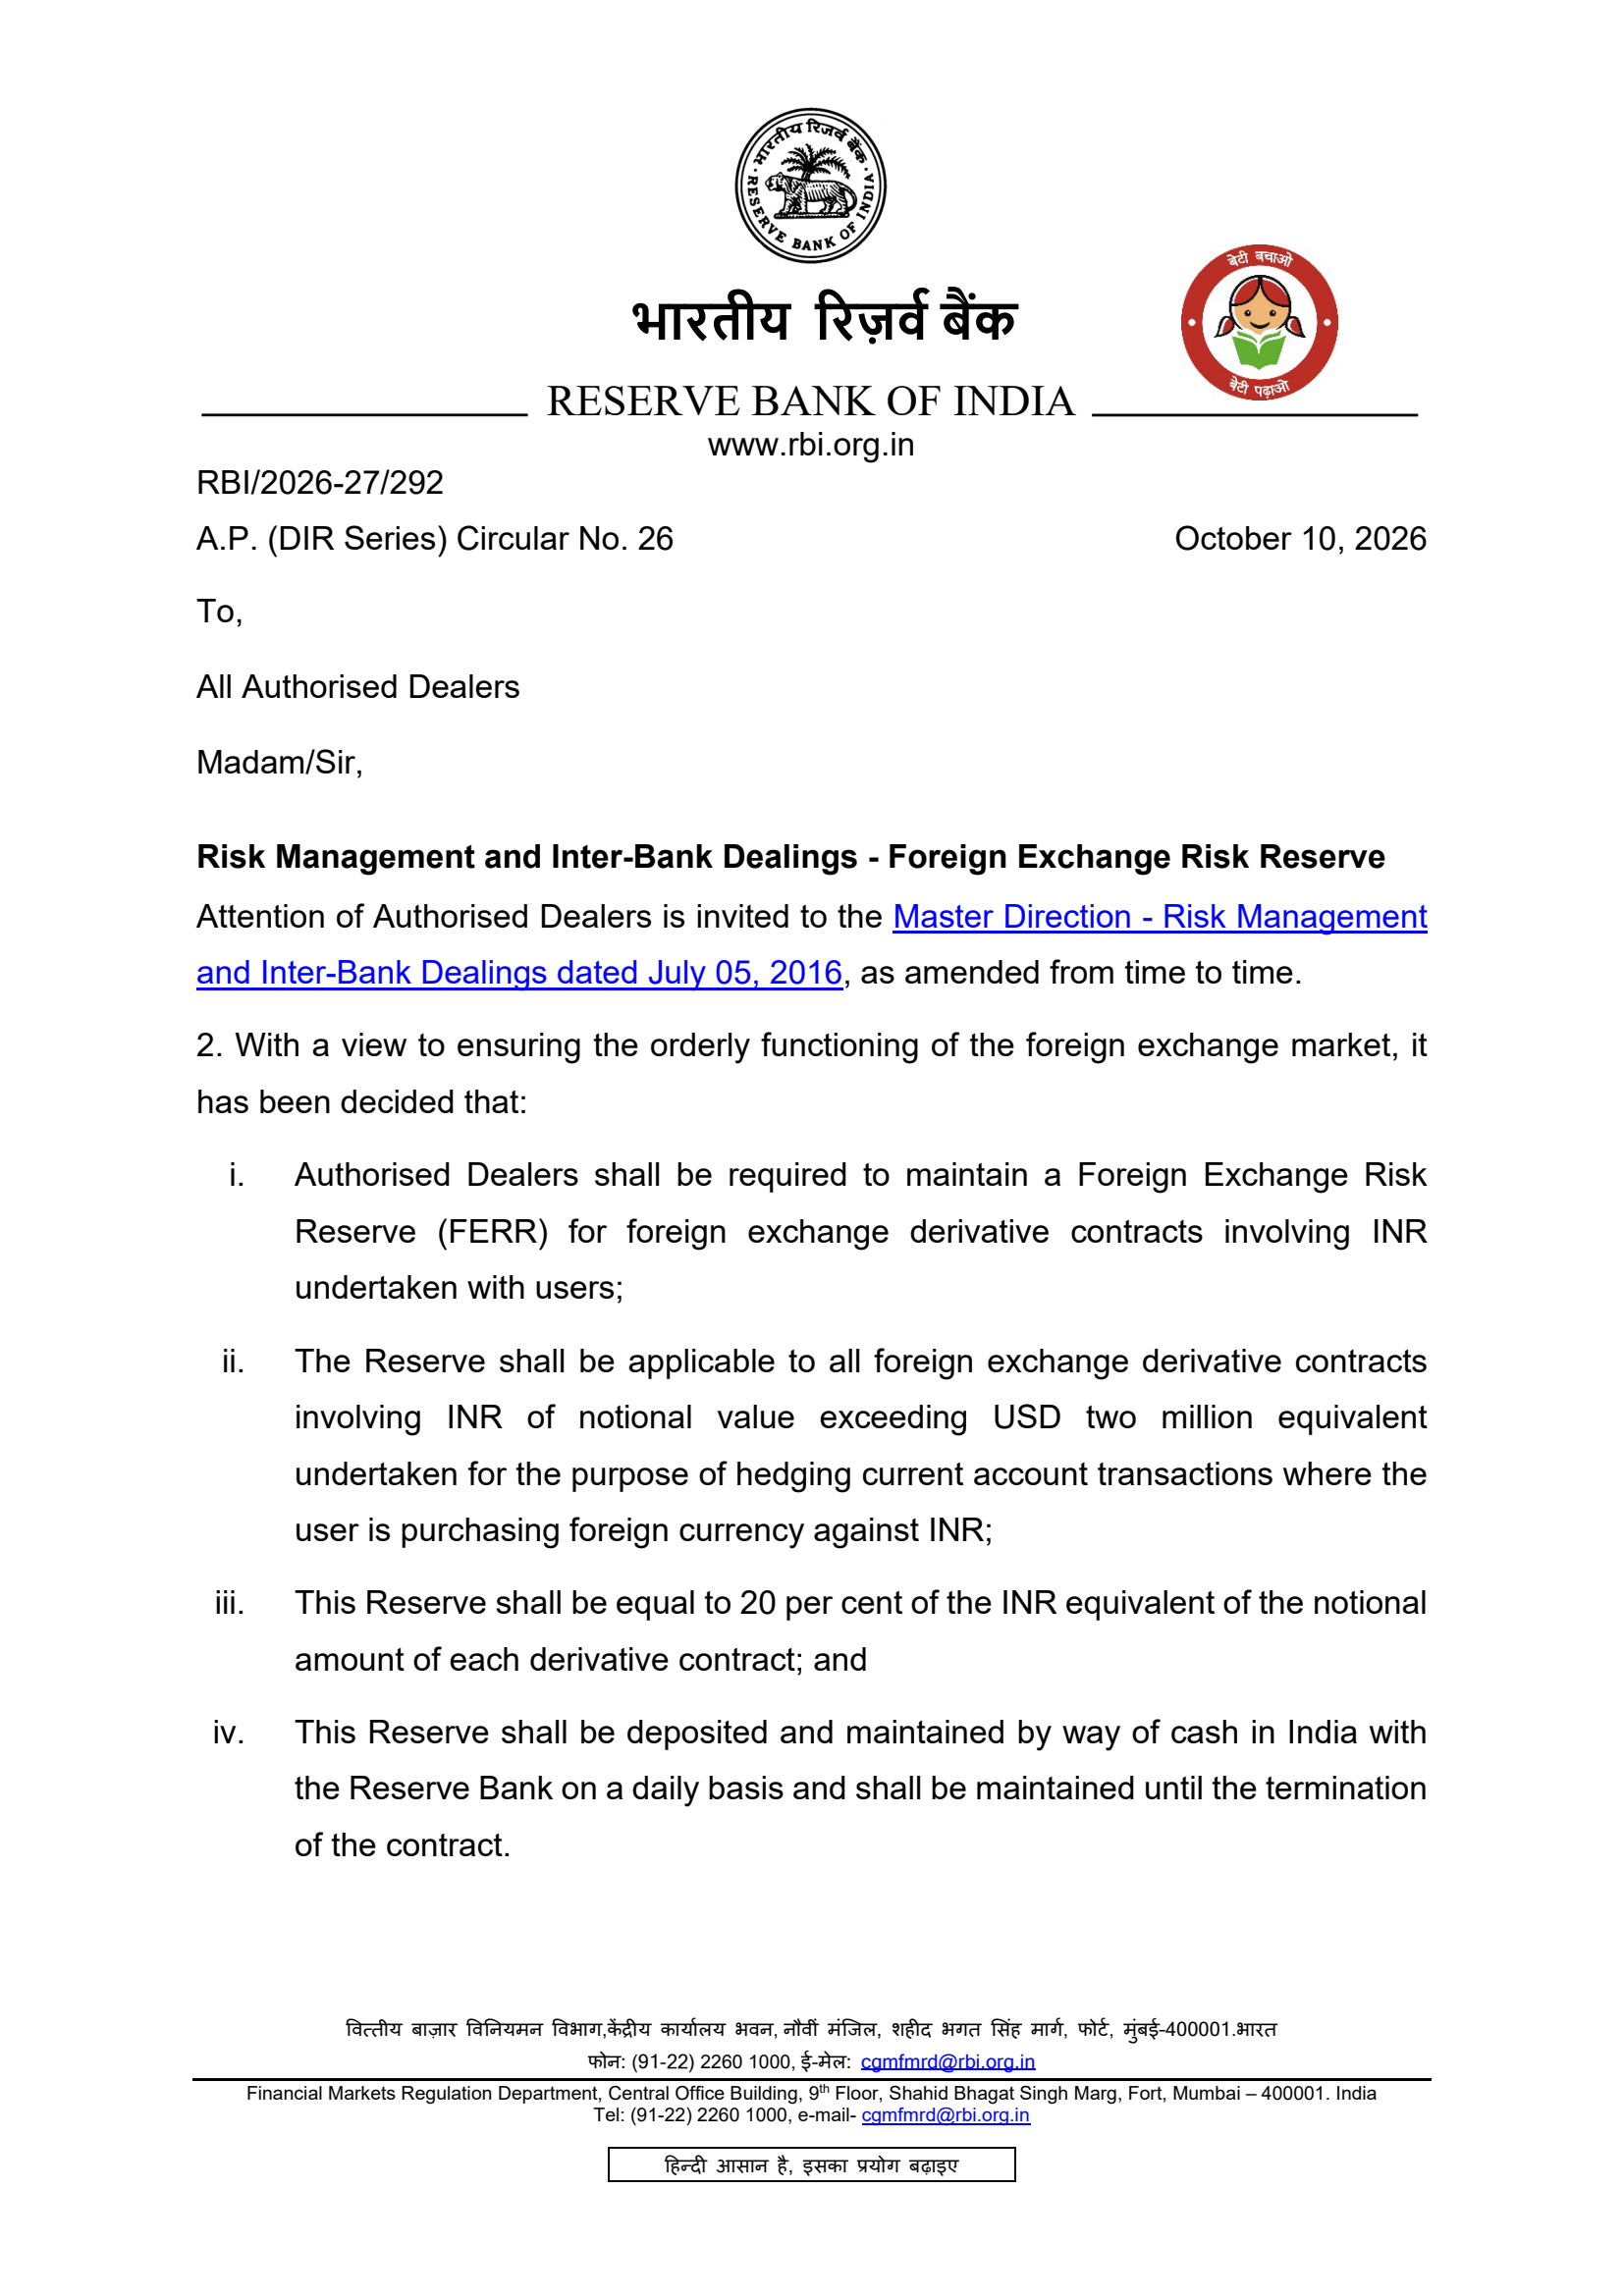 भारतीय रिज़र्व बैंक
RESERVE BANK OF INDIA
बेटी बचाओ
बेटी पढ़ाओ
भारतीय रिज़र्व बैंक
RESERVE BANK OF INDIA
www.rbi.org.in
RBI/2026-27/292
A.P. (DIR Series) Circular No. 26 October 10, 2026
To,
All Authorised Dealers
Madam/Sir,
Risk Management and Inter-Bank Dealings - Foreign Exchange Risk Reserve
Attention of Authorised Dealers is invited to the Master Direction - Risk Management
and Inter-Bank Dealings dated July 05, 2016, as amended from time to time.
2. With a view to ensuring the orderly functioning of the foreign exchange market, it
has been decided that:
i. Authorised Dealers shall be required to maintain a Foreign Exchange Risk
Reserve (FERR) for foreign exchange derivative contracts involving INR
undertaken with users;
ii. The Reserve shall be applicable to all foreign exchange derivative contracts
involving INR of notional value exceeding USD two million equivalent
undertaken for the purpose of hedging current account transactions where the
user is purchasing foreign currency against INR;
iii. This Reserve shall be equal to 20 per cent of the INR equivalent of the notional
amount of each derivative contract; and
iv. This Reserve shall be deposited and maintained by way of cash in India with
the Reserve Bank on a daily basis and shall be maintained until the termination
of the contract.
वित्तीय बाज़ार विनियमन विभाग,केंद्रीय कार्यालय भवन, नौवीं मंजिल, शहीद भगत सिंह मार्ग, फोर्ट, मुंबई-400001.भारत
फोन: (91-22) 2260 1000, ई-मेल: cgmfmrd@rbi.org.in
Financial Markets Regulation Department, Central Office Building, 9th Floor, Shahid Bhagat Singh Marg, Fort, Mumbai – 400001. India
Tel: (91-22) 2260 1000, e-mail- cgmfmrd@rbi.org.in
हिन्दी आसान है, इसका प्रयोग बढ़ाइए